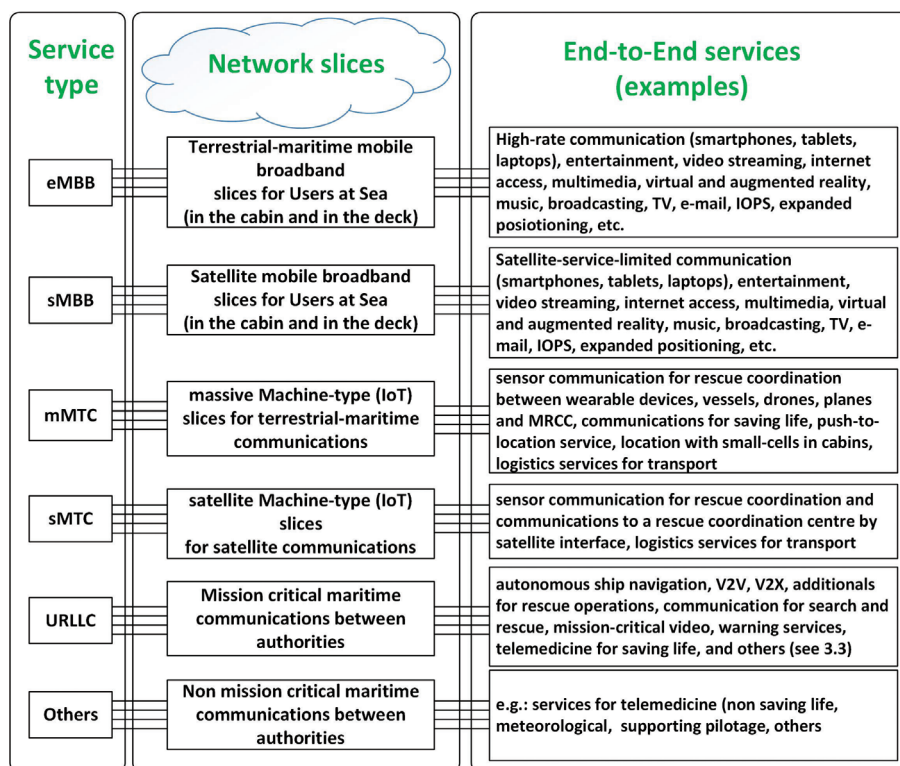 Service
type
Network slices
End-to-End services
(examples)
eMBB
Terrestrial-maritime mobile
broadband
slices for Users at Sea
(in the cabin and in the deck)
High-rate communication (smartphones, tablets,
laptops), entertainment, video streaming, internet
access, multimedia, virtual and augmented reality,
music, broadcasting, TV, e-mail, IOPS, expanded
posiotioning, etc.
sMBB
Satellite mobile broadband
slices for Users at Sea
(in the cabin and in the deck)
Satellite-service-limited communication
(smartphones, tablets, laptops), entertainment,
video streaming, internet access, multimedia, virtual
and augmented reality, music, broadcasting, TV, e-
mail, IOPS, expanded positioning, etc.
mMTC
massive Machine-type (IoT)
slices for terrestrial-maritime
communications
sensor communication for rescue coordination
between wearable devices, vessels, drones, planes
and MRCC, communications for saving life, push-to-
location service, location with small-cells in cabins,
logistics services for transport
sMTC
satellite Machine-type (IoT)
slices
for satellite communications
sensor communication for rescue coordination and
communications to a rescue coordination centre by
satellite interface, logistics services for transport
URLLC
Mission critical maritime
communications between
authorities
autonomous ship navigation, V2V, V2X, additionals
for rescue operations, communication for search and
rescue, mission-critical video, warning services,
telemedicine for saving life, and others (see 3.3)
Others
Non mission critical maritime
communications between
authorities
e.g.: services for telemedicine (non saving life,
meteorological, supporting pilotage, others